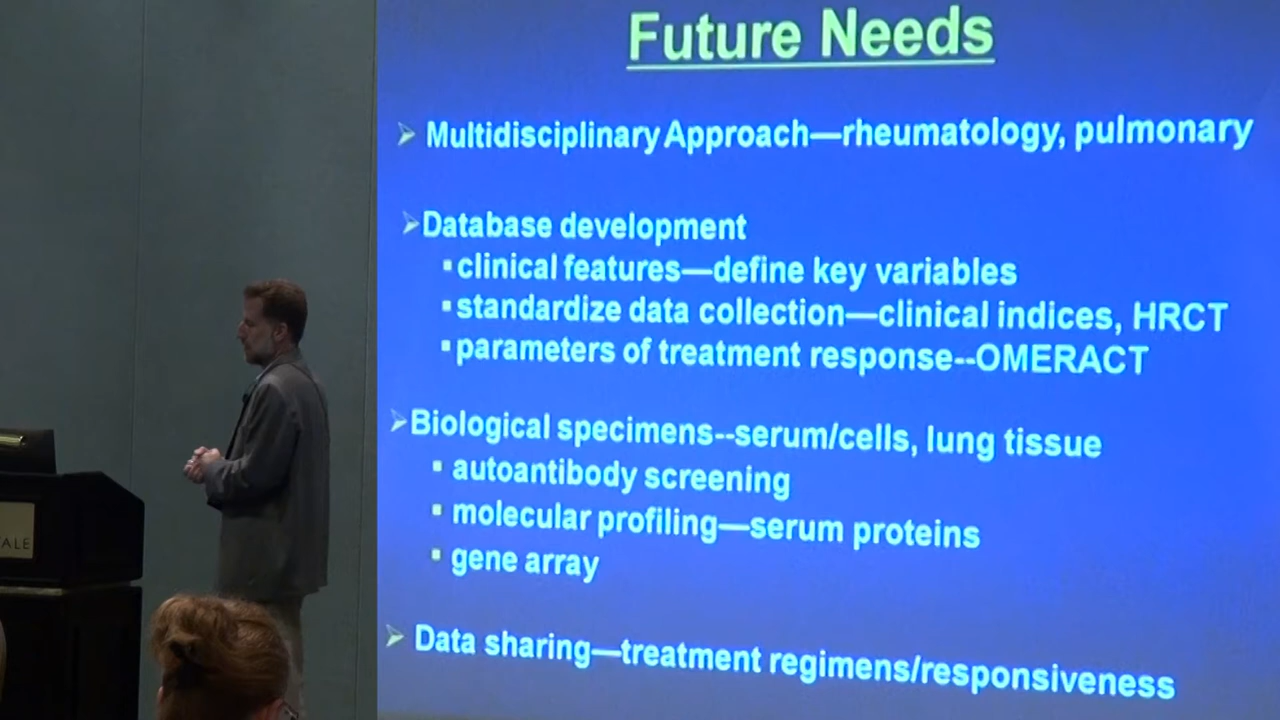 Future Needs
➢ Multidisciplinary Approach—rheumatology, pulmonary
➢Database development
▪clinical features—define key variables
▪standardize data collection—clinical indices, HRCT
▪parameters of treatment response--OMERACT
➢Biological specimens--serum/cells, lung tissue
▪ autoantibody screening
▪ molecular profiling—serum proteins
▪ gene array
➢ Data sharing—treatment regimens/responsiveness
ALE